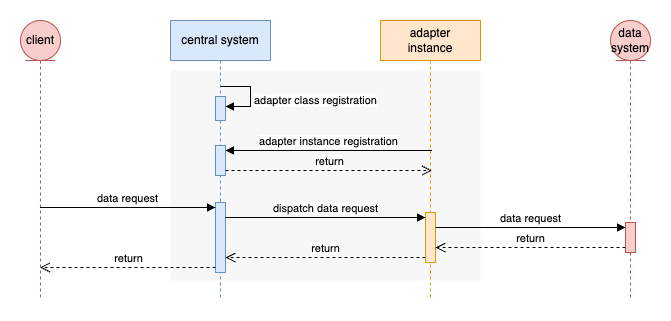 client
central system
adapter
instance
data
system
adapter class registration
adapter instance registration
return
data request
dispatch data request
data request
return
return
return